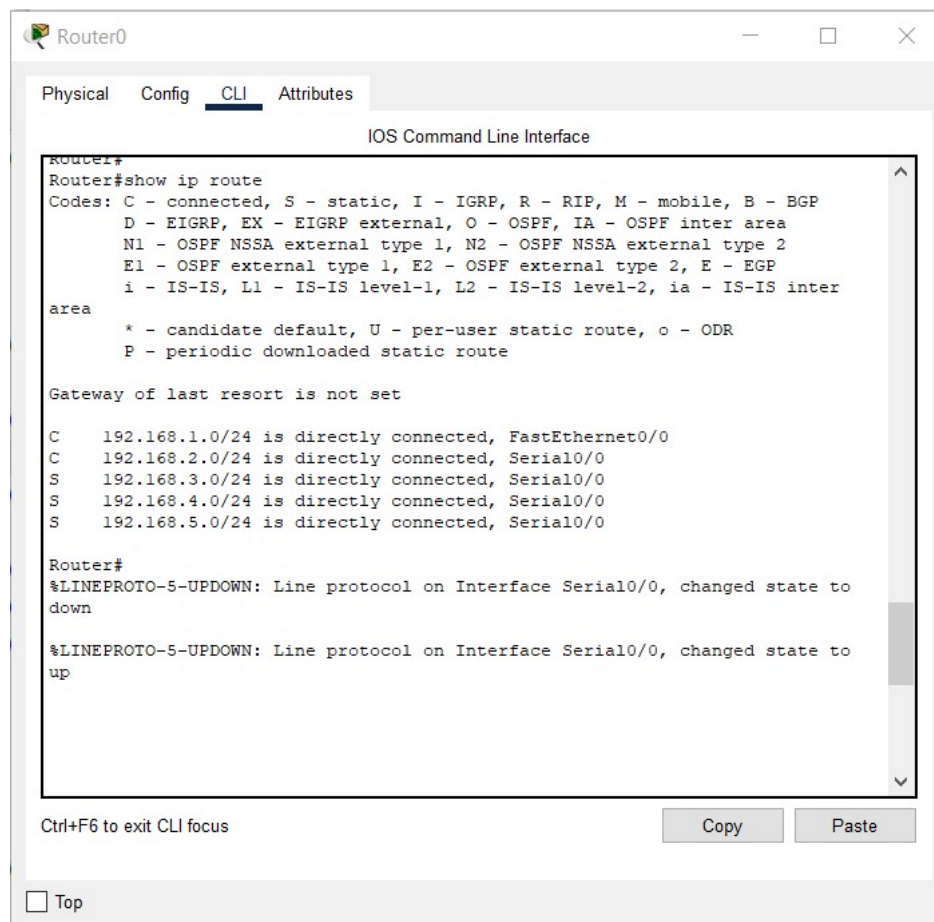 Router0
Physical Config CLI Attributes
IOS Command Line Interface
Router#
Router#show ip route
Codes: C - connected, S - static, I - IGRP, R - RIP, M - mobile, B - BGP
D - EIGRP, EX - EIGRP external, O - OSPF, IA - OSPF inter area
N1 - OSPF NSSA external type 1, N2 - OSPF NSSA external type 2
E1 - OSPF external type 1, E2 - OSPF external type 2, E - EGP
i - IS-IS, L1 - IS-IS level-1, L2 - IS-IS level-2, ia - IS-IS inter
area
* - candidate default, U - per-user static route, o - ODR
P - periodic downloaded static route
Gateway of last resort is not set
C 192.168.1.0/24 is directly connected, FastEthernet0/0
C 192.168.2.0/24 is directly connected, Serial0/0
S 192.168.3.0/24 is directly connected, Serial0/0
S 192.168.4.0/24 is directly connected, Serial0/0
S 192.168.5.0/24 is directly connected, Serial0/0
Router#
%LINEPROTO-5-UPDOWN: Line protocol on Interface Serial0/0, changed state to
down
%LINEPROTO-5-UPDOWN: Line protocol on Interface Serial0/0, changed state to
up
Ctrl+F6 to exit CLI focus
Copy Paste
Top